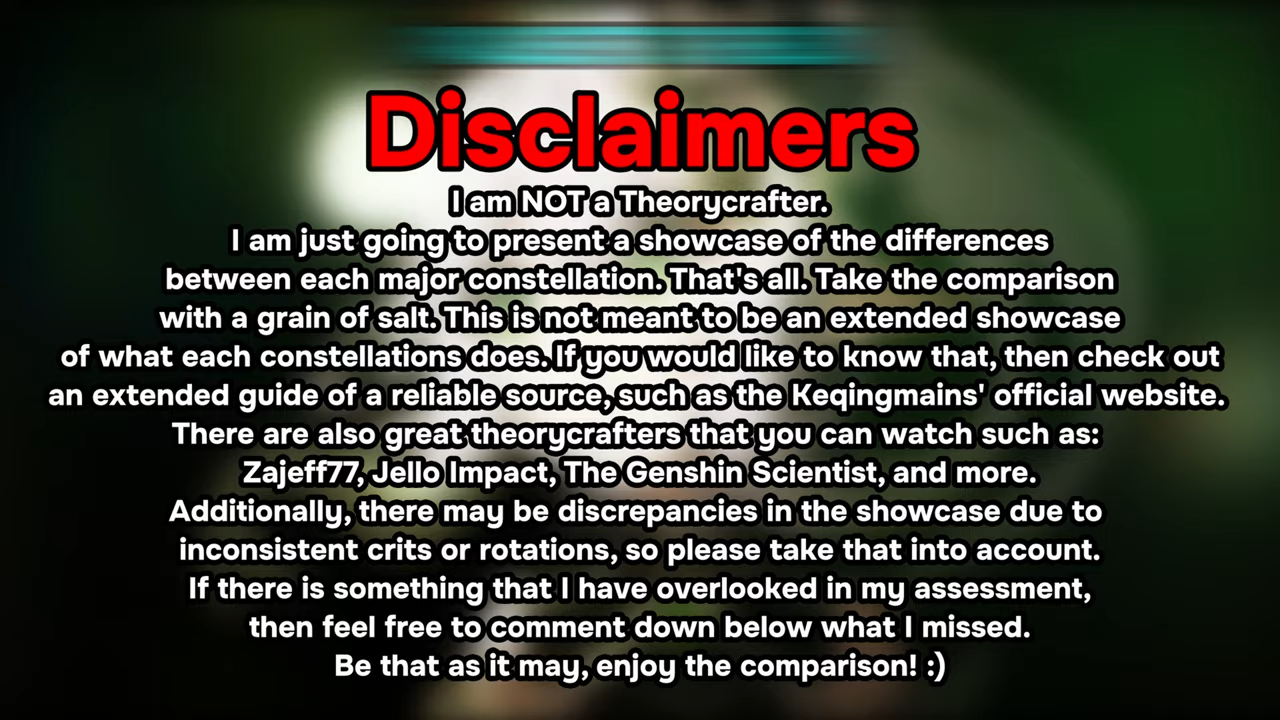 Disclaimers
I am NOT a Theorycrafter.
I am just going to present a showcase of the differences
between each major constellation. That's all. Take the comparison
with a grain of salt. This is not meant to be an extended showcase
of what each constellations does. If you would like to know that, then check out
an extended guide of a reliable source, such as the Keqingmains' official website.
There are also great theorycrafters that you can watch such as:
Zajeff77, Jello Impact, The Genshin Scientist, and more.
Additionally, there may be discrepancies in the showcase due to
inconsistent crits or rotations, so please take that into account.
If there is something that I have overlooked in my assessment,
then feel free to comment down below what I missed.
Be that as it may, enjoy the comparison! :)